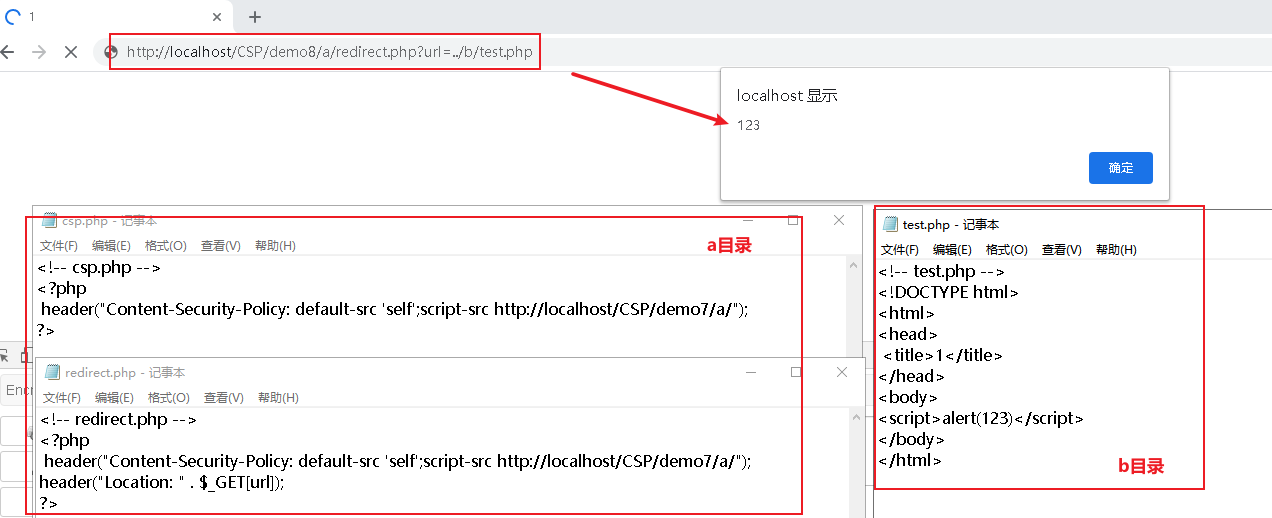 1
http://localhost/CSP/demo8/a/redirect.php?url=../b/test.php
localhost 显示
123
确定
csp.php - 记事本
文件(F) 编辑(E) 格式(O) 查看(V) 帮助(H)
a目录
<!-- csp.php -->
<?php
header("Content-Security-Policy: default-src 'self';script-src http://localhost/CSP/demo7/a/");
?>
redirect.php - 记事本
文件(F) 编辑(E) 格式(O) 查看(V) 帮助(H)
<!-- redirect.php -->
<?php
header("Content-Security-Policy: default-src 'self';script-src http://localhost/CSP/demo7/a/");
header("Location: " . $_GET[url]);
?>
Encr
test.php - 记事本
文件(F) 编辑(E) 格式(O) 查看(V) 帮助(H)
<!-- test.php -->
<!DOCTYPE html>
<html>
<head>
<title>1</title>
</head>
<body>
<script>alert(123)</script>
</body>
</html>
b目录